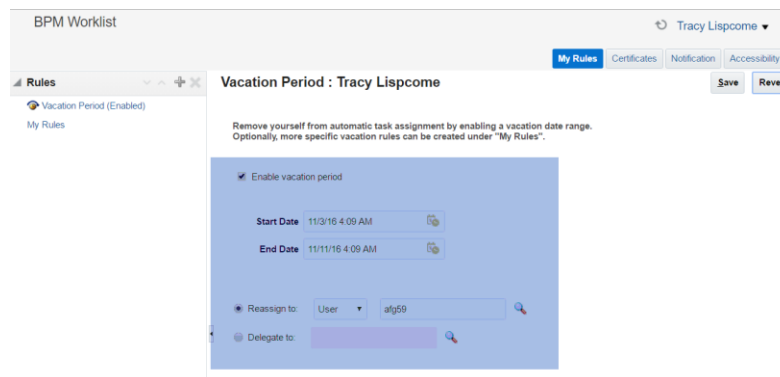 BPM Worklist
Tracy Lispcome
My Rules Certificates Notification Accessibility
Rules
Vacation Period : Tracy Lispcome
Save Reve
Vacation Period (Enabled)
My Rules
Remove yourself from automatic task assignment by enabling a vacation date range.
Optionally, more specific vacation rules can be created under "My Rules".
Enable vacation period
Start Date 11/3/16 4:09 AM
End Date 11/11/16 4:09 AM
Reassign to: User afg59
Delegate to: